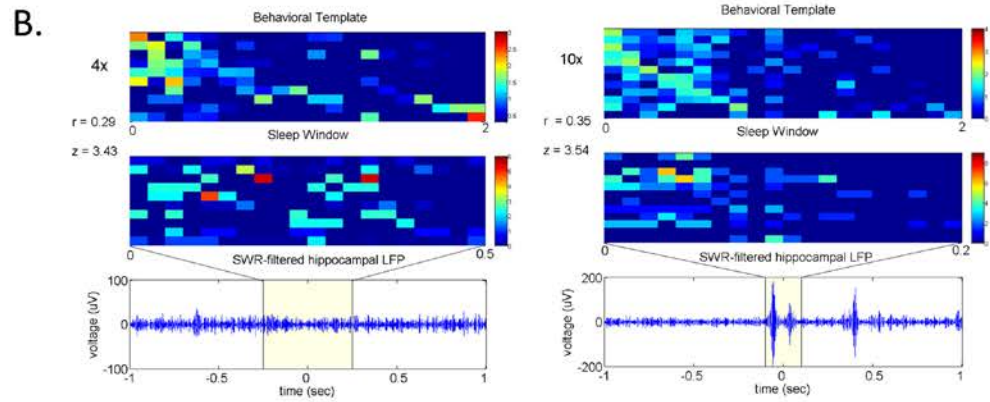 B.
Behavioral Template
4x
r = 0.29
0 2
Sleep Window
z = 3.43
0 0.5
SWR-filtered hippocampal LFP
100
0
-100
voltage (uV)
-1 -0.5 0 0.5 1
time (sec)
Behavioral Template
10x
r = 0.35
0 2
Sleep Window
z = 3.54
0 0.2
SWR-filtered hippocampal LFP
200
0
-200
voltage (uV)
-1 -0.5 0 0.5 1
time (sec)